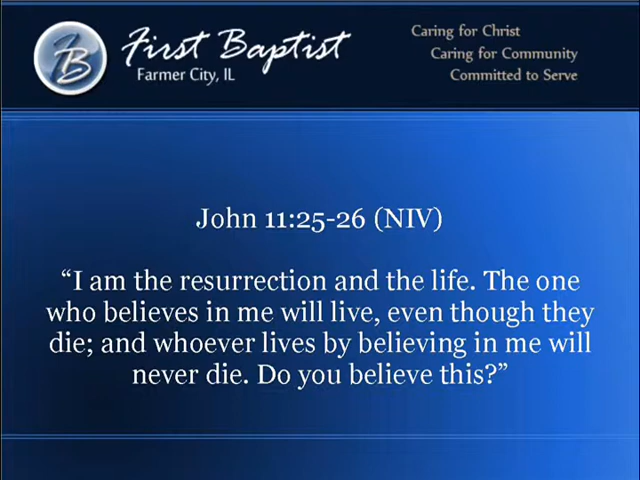 FB
First Baptist
Farmer City, IL
Caring for Christ
Caring for Community
Committed to Serve
John 11:25-26 (NIV)
“I am the resurrection and the life. The one
who believes in me will live, even though they
die; and whoever lives by believing in me will
never die. Do you believe this?”